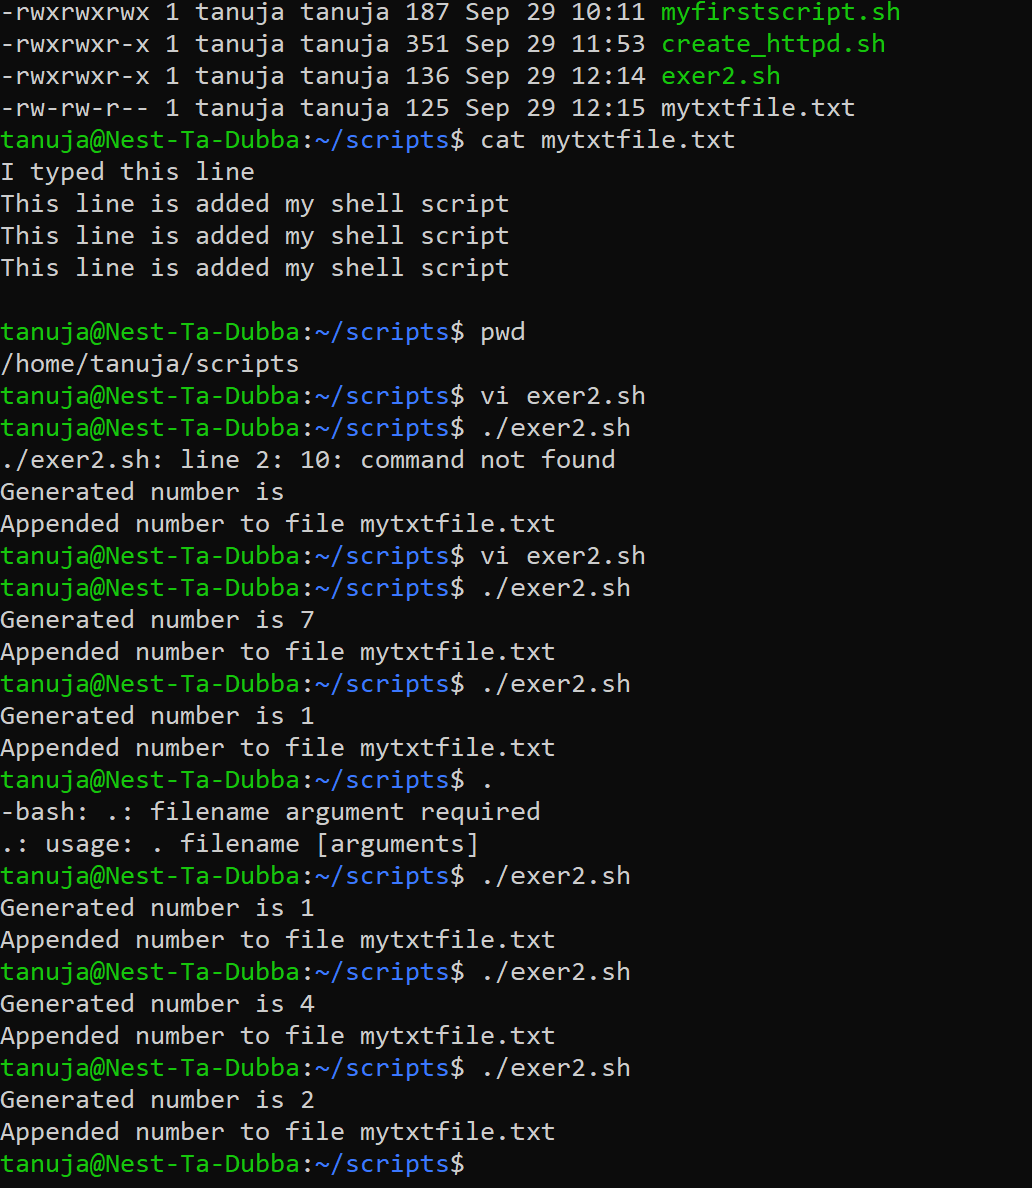 -rwxrwxrwx 1 tanuja tanuja 187 Sep 29 10:11 myfirstscript.sh
-rwxrwxr-x 1 tanuja tanuja 351 Sep 29 11:53 create_httpd.sh
-rwxrwxr-x 1 tanuja tanuja 136 Sep 29 12:14 exer2.sh
-rw-rw-r-- 1 tanuja tanuja 125 Sep 29 12:15 mytxtfile.txt
tanuja@Nest-Ta-Dubba:~/scripts$ cat mytxtfile.txt
I typed this line
This line is added my shell script
This line is added my shell script
This line is added my shell script

tanuja@Nest-Ta-Dubba:~/scripts$ pwd
/home/tanuja/scripts
tanuja@Nest-Ta-Dubba:~/scripts$ vi exer2.sh
tanuja@Nest-Ta-Dubba:~/scripts$ ./exer2.sh
./exer2.sh: line 2: 10: command not found
Generated number is
Appended number to file mytxtfile.txt
tanuja@Nest-Ta-Dubba:~/scripts$ vi exer2.sh
tanuja@Nest-Ta-Dubba:~/scripts$ ./exer2.sh
Generated number is 7
Appended number to file mytxtfile.txt
tanuja@Nest-Ta-Dubba:~/scripts$ ./exer2.sh
Generated number is 1
Appended number to file mytxtfile.txt
tanuja@Nest-Ta-Dubba:~/scripts$ .
-bash: .: filename argument required
.: usage: . filename [arguments]
tanuja@Nest-Ta-Dubba:~/scripts$ ./exer2.sh
Generated number is 1
Appended number to file mytxtfile.txt
tanuja@Nest-Ta-Dubba:~/scripts$ ./exer2.sh
Generated number is 4
Appended number to file mytxtfile.txt
tanuja@Nest-Ta-Dubba:~/scripts$ ./exer2.sh
Generated number is 2
Appended number to file mytxtfile.txt
tanuja@Nest-Ta-Dubba:~/scripts$